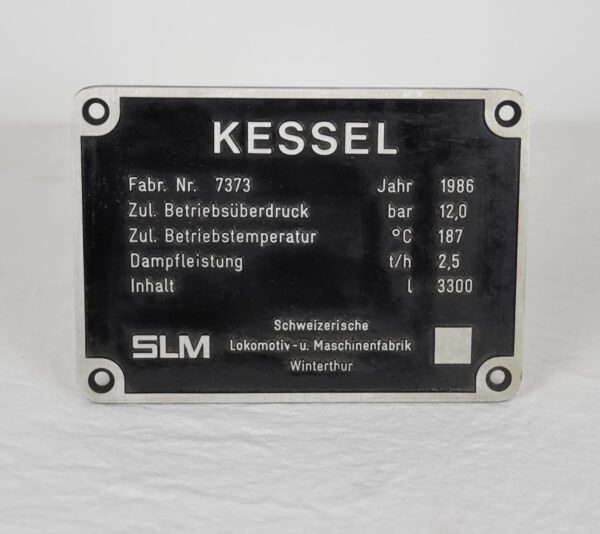 KESSEL
Fabr. Nr. 7373 Jahr 1986
Zul. Betriebsüberdruck bar 12,0
Zul. Betriebstemperatur °C 187
Dampfleistung t/h 2,5
Inhalt l 3300
Schweizerische
SLM Lokomotiv-u. Maschinenfabrik
Winterthur